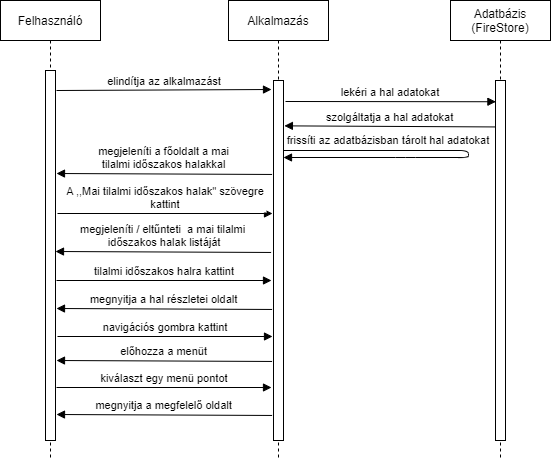 Felhasználó
Alkalmazás
Adatbázis
(FireStore)
elindítja az alkalmazást
lekéri a hal adatokat
szolgáltatja a hal adatokat
frissíti az adatbázisban tárolt hal adatokat
megjeleníti a főoldalt a mai
tilalmi időszakos halakkal
A ,,Mai tilalmi időszakos halak" szövegre
kattint
megjeleníti / eltűnteti a mai tilalmi
időszakos halak listáját
tilalmi időszakos halra kattint
megnyitja a hal részletei oldalt
navigációs gombra kattint
előhozza a menüt
kiválaszt egy menü pontot
megnyitja a megfelelő oldalt